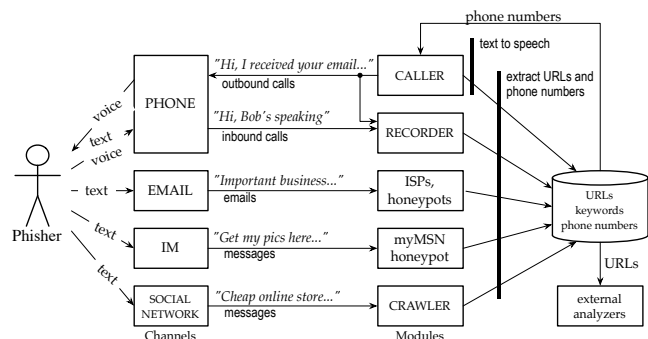 phone numbers
"Hi, I received your email..."
text to speech
CALLER
extract URLs and
phone numbers
outbound calls
voice
PHONE
text
"Hi, Bob's speaking"
voice
inbound calls
RECORDER
text
EMAIL
"Important business..."
emails
ISPs,
honeypots
URLs
keywords
phone numbers
Phisher
text
IM
"Get my pics here..."
messages
myMSN
honeypot
text
URLs
SOCIAL
NETWORK
"Cheap online store..."
messages
CRAWLER
external
analyzers
Channels
Modules